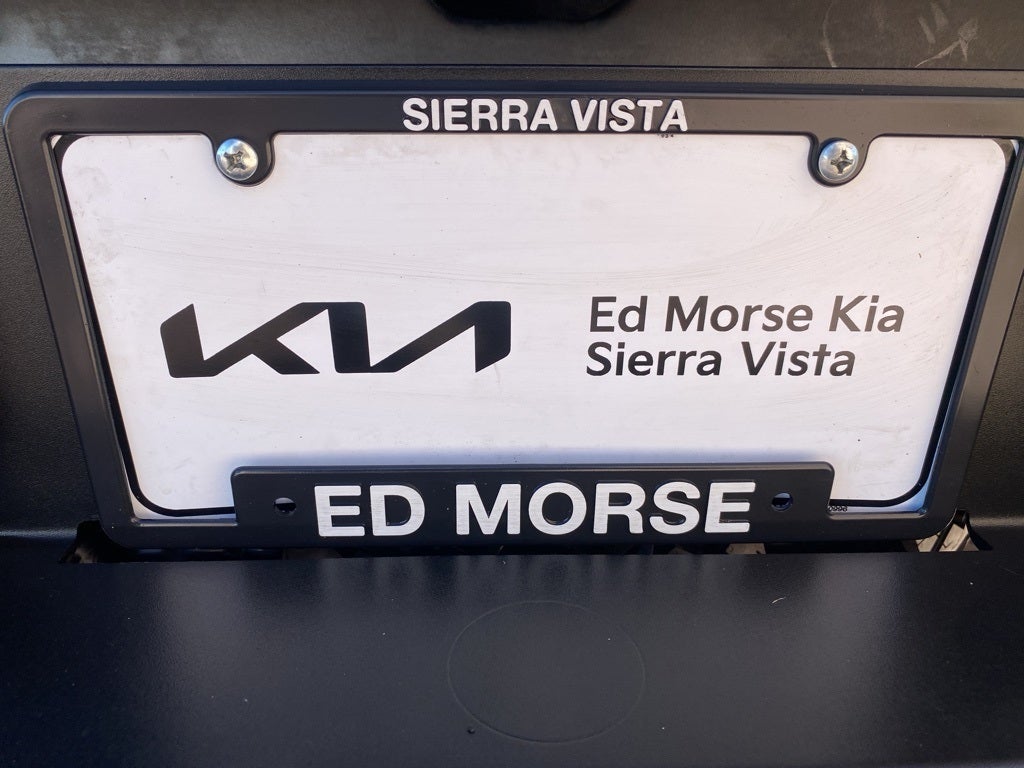 SIERRA VISTA
KIA
Ed Morse Kia
Sierra Vista
ED MORSE